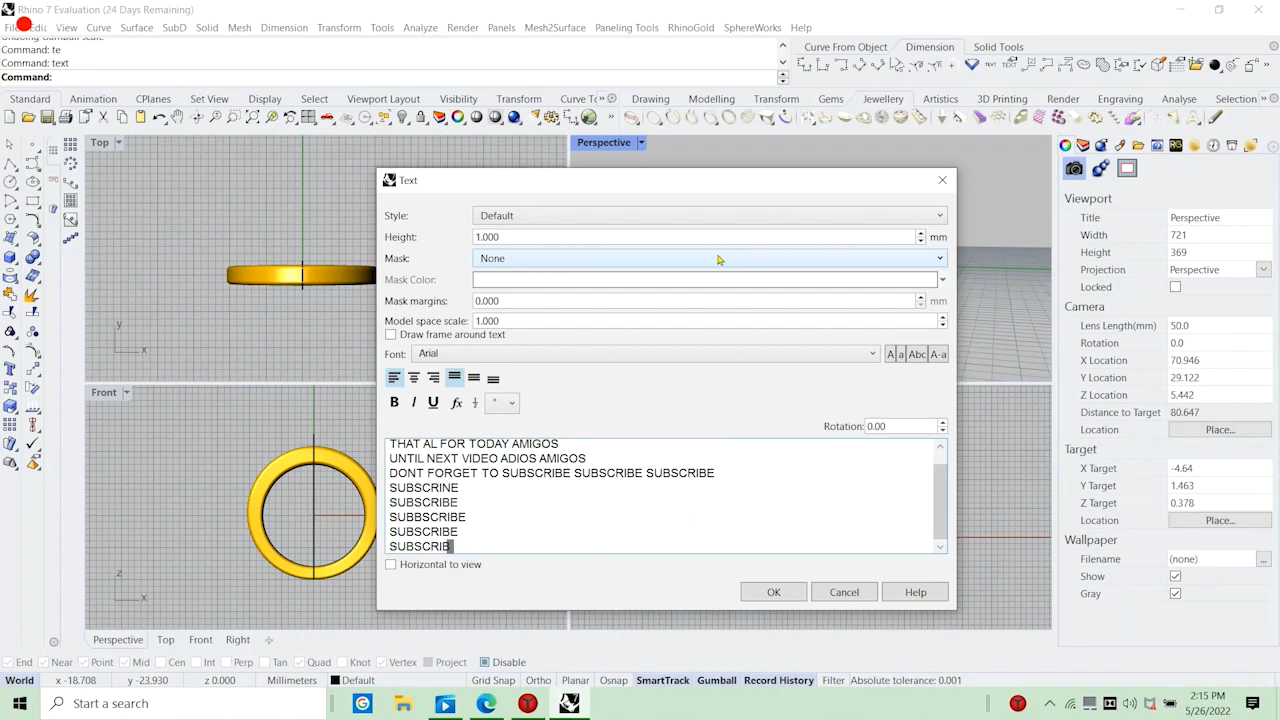 Rhino 7 Evaluation (24 Days Remaining)
File Edit View Curve Surface SubD Solid Mesh Dimension Transform Tools Analyze Render Panels Mesh2Surface Paneling Tools RhinoGold SphereWorks Help
Command: te
Command: text
Command:
Curve From Object Dimension Solid Tools
Standard Animation CPlanes Set View Display Select Viewport Layout Visibility Transform Curve To
Drawing Modelling Transform Gems Jewellery Artistics 3D Printing Render Engraving Analyse Selection
Top
Perspective
Front
y
x
z
x
Text
Style: Default
Height: 1.000 mm
Mask: None
Mask Color:
Mask margins: 0.000 mm
Model space scale: 1.000
Draw frame around text
Font: Arial A a Abc A-a
B I U fx
Rotation: 0.00
THAT AL FOR TODAY AMIGOS
UNTIL NEXT VIDEO ADIOS AMIGOS
DONT FORGET TO SUBSCRIBE SUBSCRIBE SUBSCRIBE
SUBSCRINE
SUBSCRIBE
SUBBSCRIBE
SUBSCRIBE
SUBSCRIB
Horizontal to view
OK Cancel Help
Viewport
Title Perspective
Width 721
Height 369
Projection Perspective
Locked
Camera
Lens Length(mm) 50.0
Rotation 0.0
X Location 70.946
Y Location 29.122
Z Location 5.442
Distance to Target 80.647
Location Place...
Target
X Target -4.64
Y Target 1.463
Z Target 0.378
Location Place...
Wallpaper
Filename (none) ...
Show
Gray
Perspective Top Front Right
End Near Point Mid Cen Int Perp Tan Quad Knot Vertex Project Disable
World x -18.708 y -23.930 z 0.000 Millimeters Default Grid Snap Ortho Planar Osnap SmartTrack Gumball Record History Filter Absolute tolerance: 0.001
Start a search
2:15 PM
5/26/2022